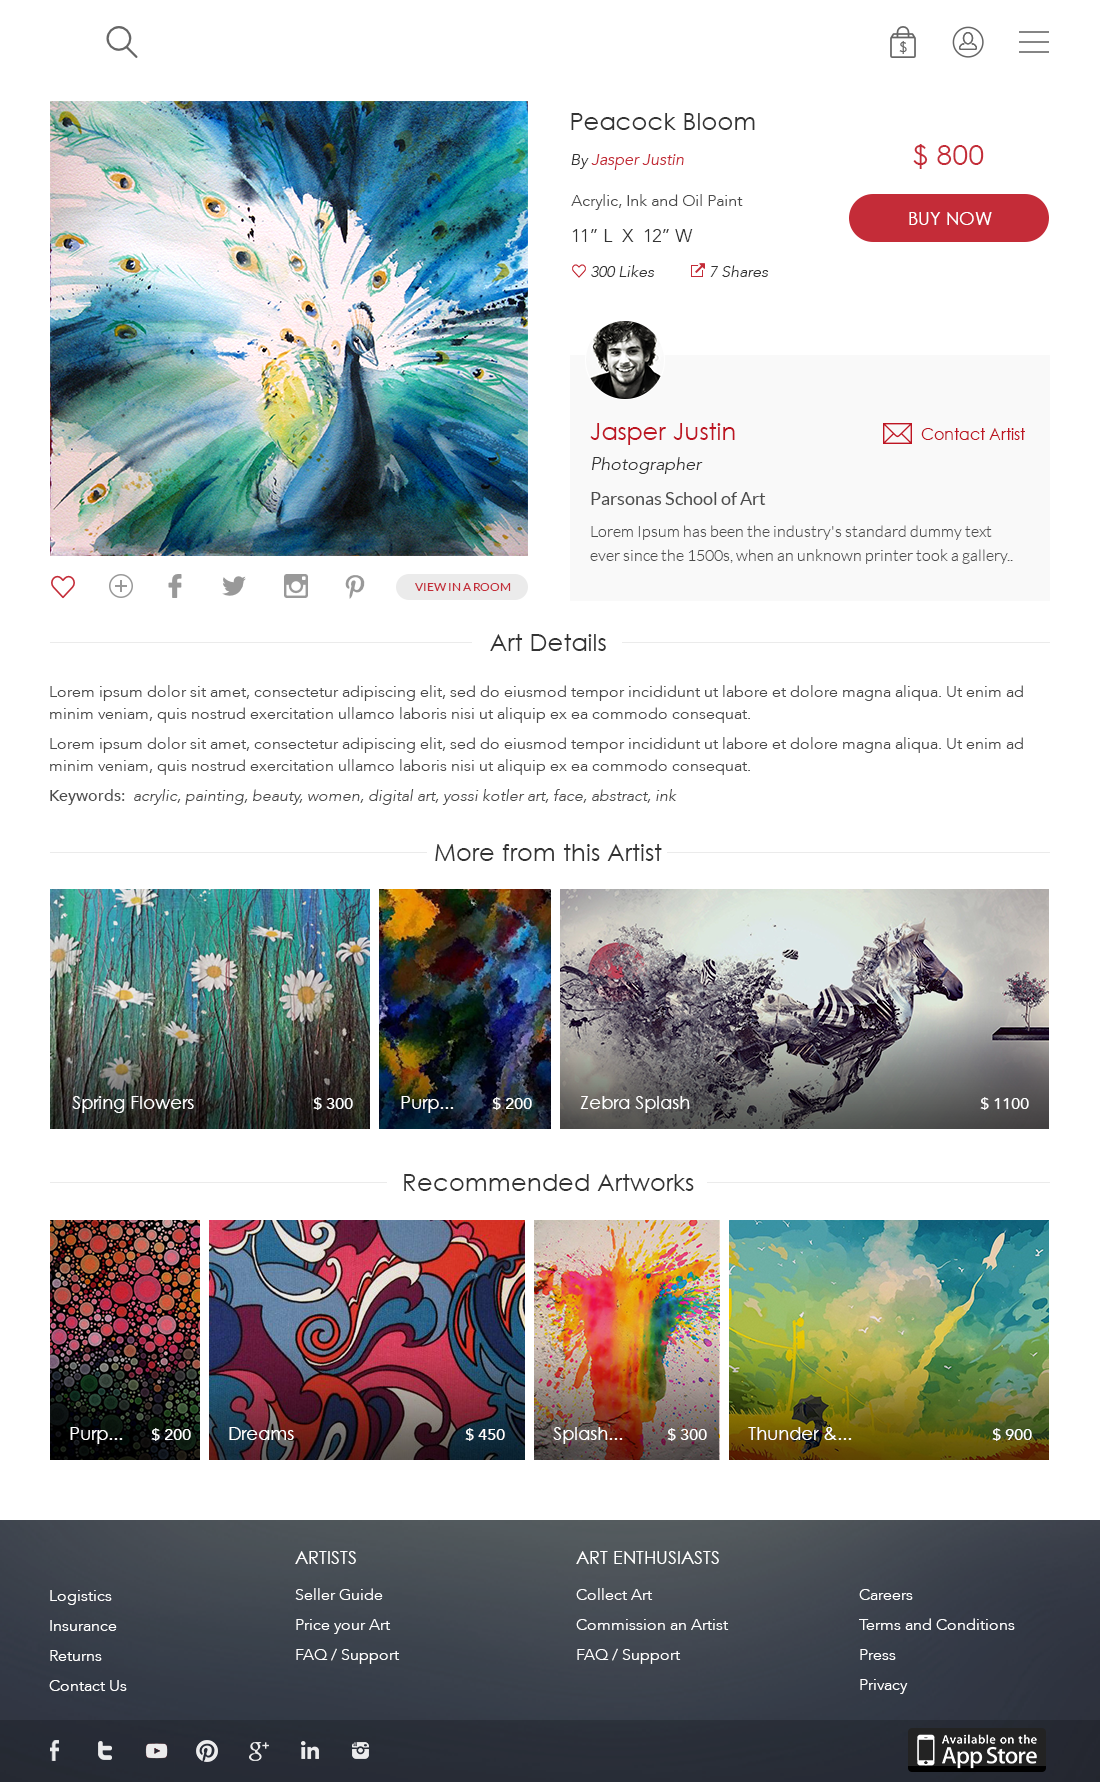 $
Peacock Bloom
By Jasper Justin
$ 800
Acrylic, Ink and Oil Paint
BUY NOW
11” L X 12” W
300 Likes
7 Shares
Jasper Justin
Contact Artist
Photographer
Parsonas School of Art
Lorem Ipsum has been the industry's standard dummy text
ever since the 1500s, when an unknown printer took a gallery..
VIEW IN A ROOM
Art Details
Lorem ipsum dolor sit amet, consectetur adipiscing elit, sed do eiusmod tempor incididunt ut labore et dolore magna aliqua. Ut enim ad
minim veniam, quis nostrud exercitation ullamco laboris nisi ut aliquip ex ea commodo consequat.
Lorem ipsum dolor sit amet, consectetur adipiscing elit, sed do eiusmod tempor incididunt ut labore et dolore magna aliqua. Ut enim ad
minim veniam, quis nostrud exercitation ullamco laboris nisi ut aliquip ex ea commodo consequat.
Keywords: acrylic, painting, beauty, women, digital art, yossi kotler art, face, abstract, ink
More from this Artist
Spring Flowers
$ 300
Purp...
$ 200
Zebra Splash
$ 1100
Recommended Artworks
Purp...
$ 200
Dreams
$ 450
Splash...
$ 300
Thunder &...
$ 900
Logistics
Insurance
Returns
Contact Us
ARTISTS
Seller Guide
Price your Art
FAQ / Support
ART ENTHUSIASTS
Collect Art
Commission an Artist
FAQ / Support
Careers
Terms and Conditions
Press
Privacy
Available on the
App Store